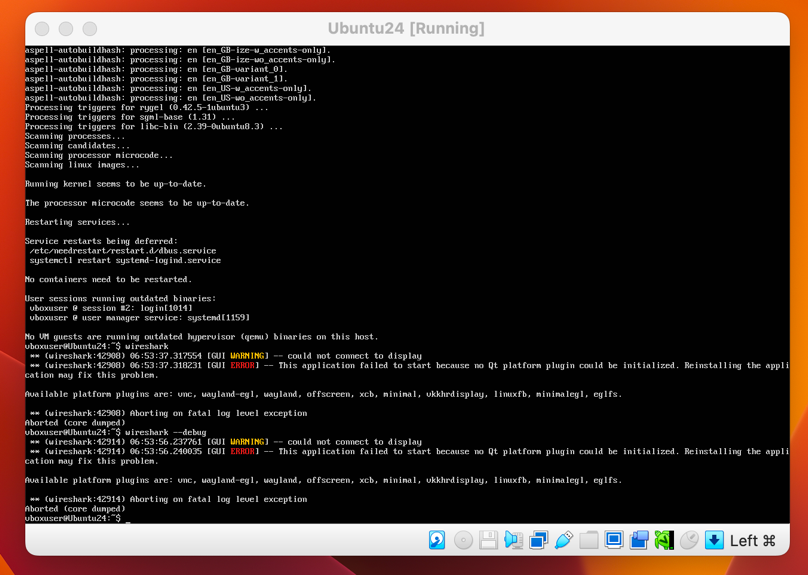 Ubuntu24 [Running]
aspell-autobuildhash: processing: en [en_GB-ize-w_accents-only].
aspell-autobuildhash: processing: en [en_GB-ize-wo_accents-only].
aspell-autobuildhash: processing: en [en_GB-variant_0].
aspell-autobuildhash: processing: en [en_GB-variant_1].
aspell-autobuildhash: processing: en [en_US-w_accents-only].
aspell-autobuildhash: processing: en [en_US-wo_accents-only].
Processing triggers for rygel (0.42.5-1ubuntu3) ...
Processing triggers for sgml-base (1.31) ...
Processing triggers for libc-bin (2.39-0ubuntu8.3) ...
Scanning processes...
Scanning candidates...
Scanning processor microcode...
Scanning linux images...
Running kernel seems to be up-to-date.
The processor microcode seems to be up-to-date.
Restarting services...
Service restarts being deferred:
/etc/needrestart/restart.d/dbus.service
systemctl restart systemd-logind.service
No containers need to be restarted.
User sessions running outdated binaries:
vboxuser @ session #2: login[1014]
vboxuser @ user manager service: systemd[1159]
No VM guests are running outdated hypervisor (qemu) binaries on this host.
vboxuser@Ubuntu24:~$ wireshark
** (wireshark:42908) 06:53:37.317554 [GUI WARNING] -- could not connect to display
** (wireshark:42908) 06:53:37.318231 [GUI ERROR] -- This application failed to start because no Qt platform plugin could be initialized. Reinstalling the appli
cation may fix this problem.
Available platform plugins are: vnc, wayland-egl, wayland, offscreen, xcb, minimal, vkkhrdisplay, linuxfb, minimalegl, eglfs.
** (wireshark:42908) Aborting on fatal log level exception
Aborted (core dumped)
vboxuser@Ubuntu24:~$ wireshark --debug
** (wireshark:42914) 06:53:56.237761 [GUI WARNING] -- could not connect to display
** (wireshark:42914) 06:53:56.240035 [GUI ERROR] -- This application failed to start because no Qt platform plugin could be initialized. Reinstalling the appli
cation may fix this problem.
Available platform plugins are: vnc, wayland-egl, wayland, offscreen, xcb, minimal, vkkhrdisplay, linuxfb, minimalegl, eglfs.
** (wireshark:42914) Aborting on fatal log level exception
Aborted (core dumped)
vboxuser@Ubuntu24:~$ _
Left ⌘